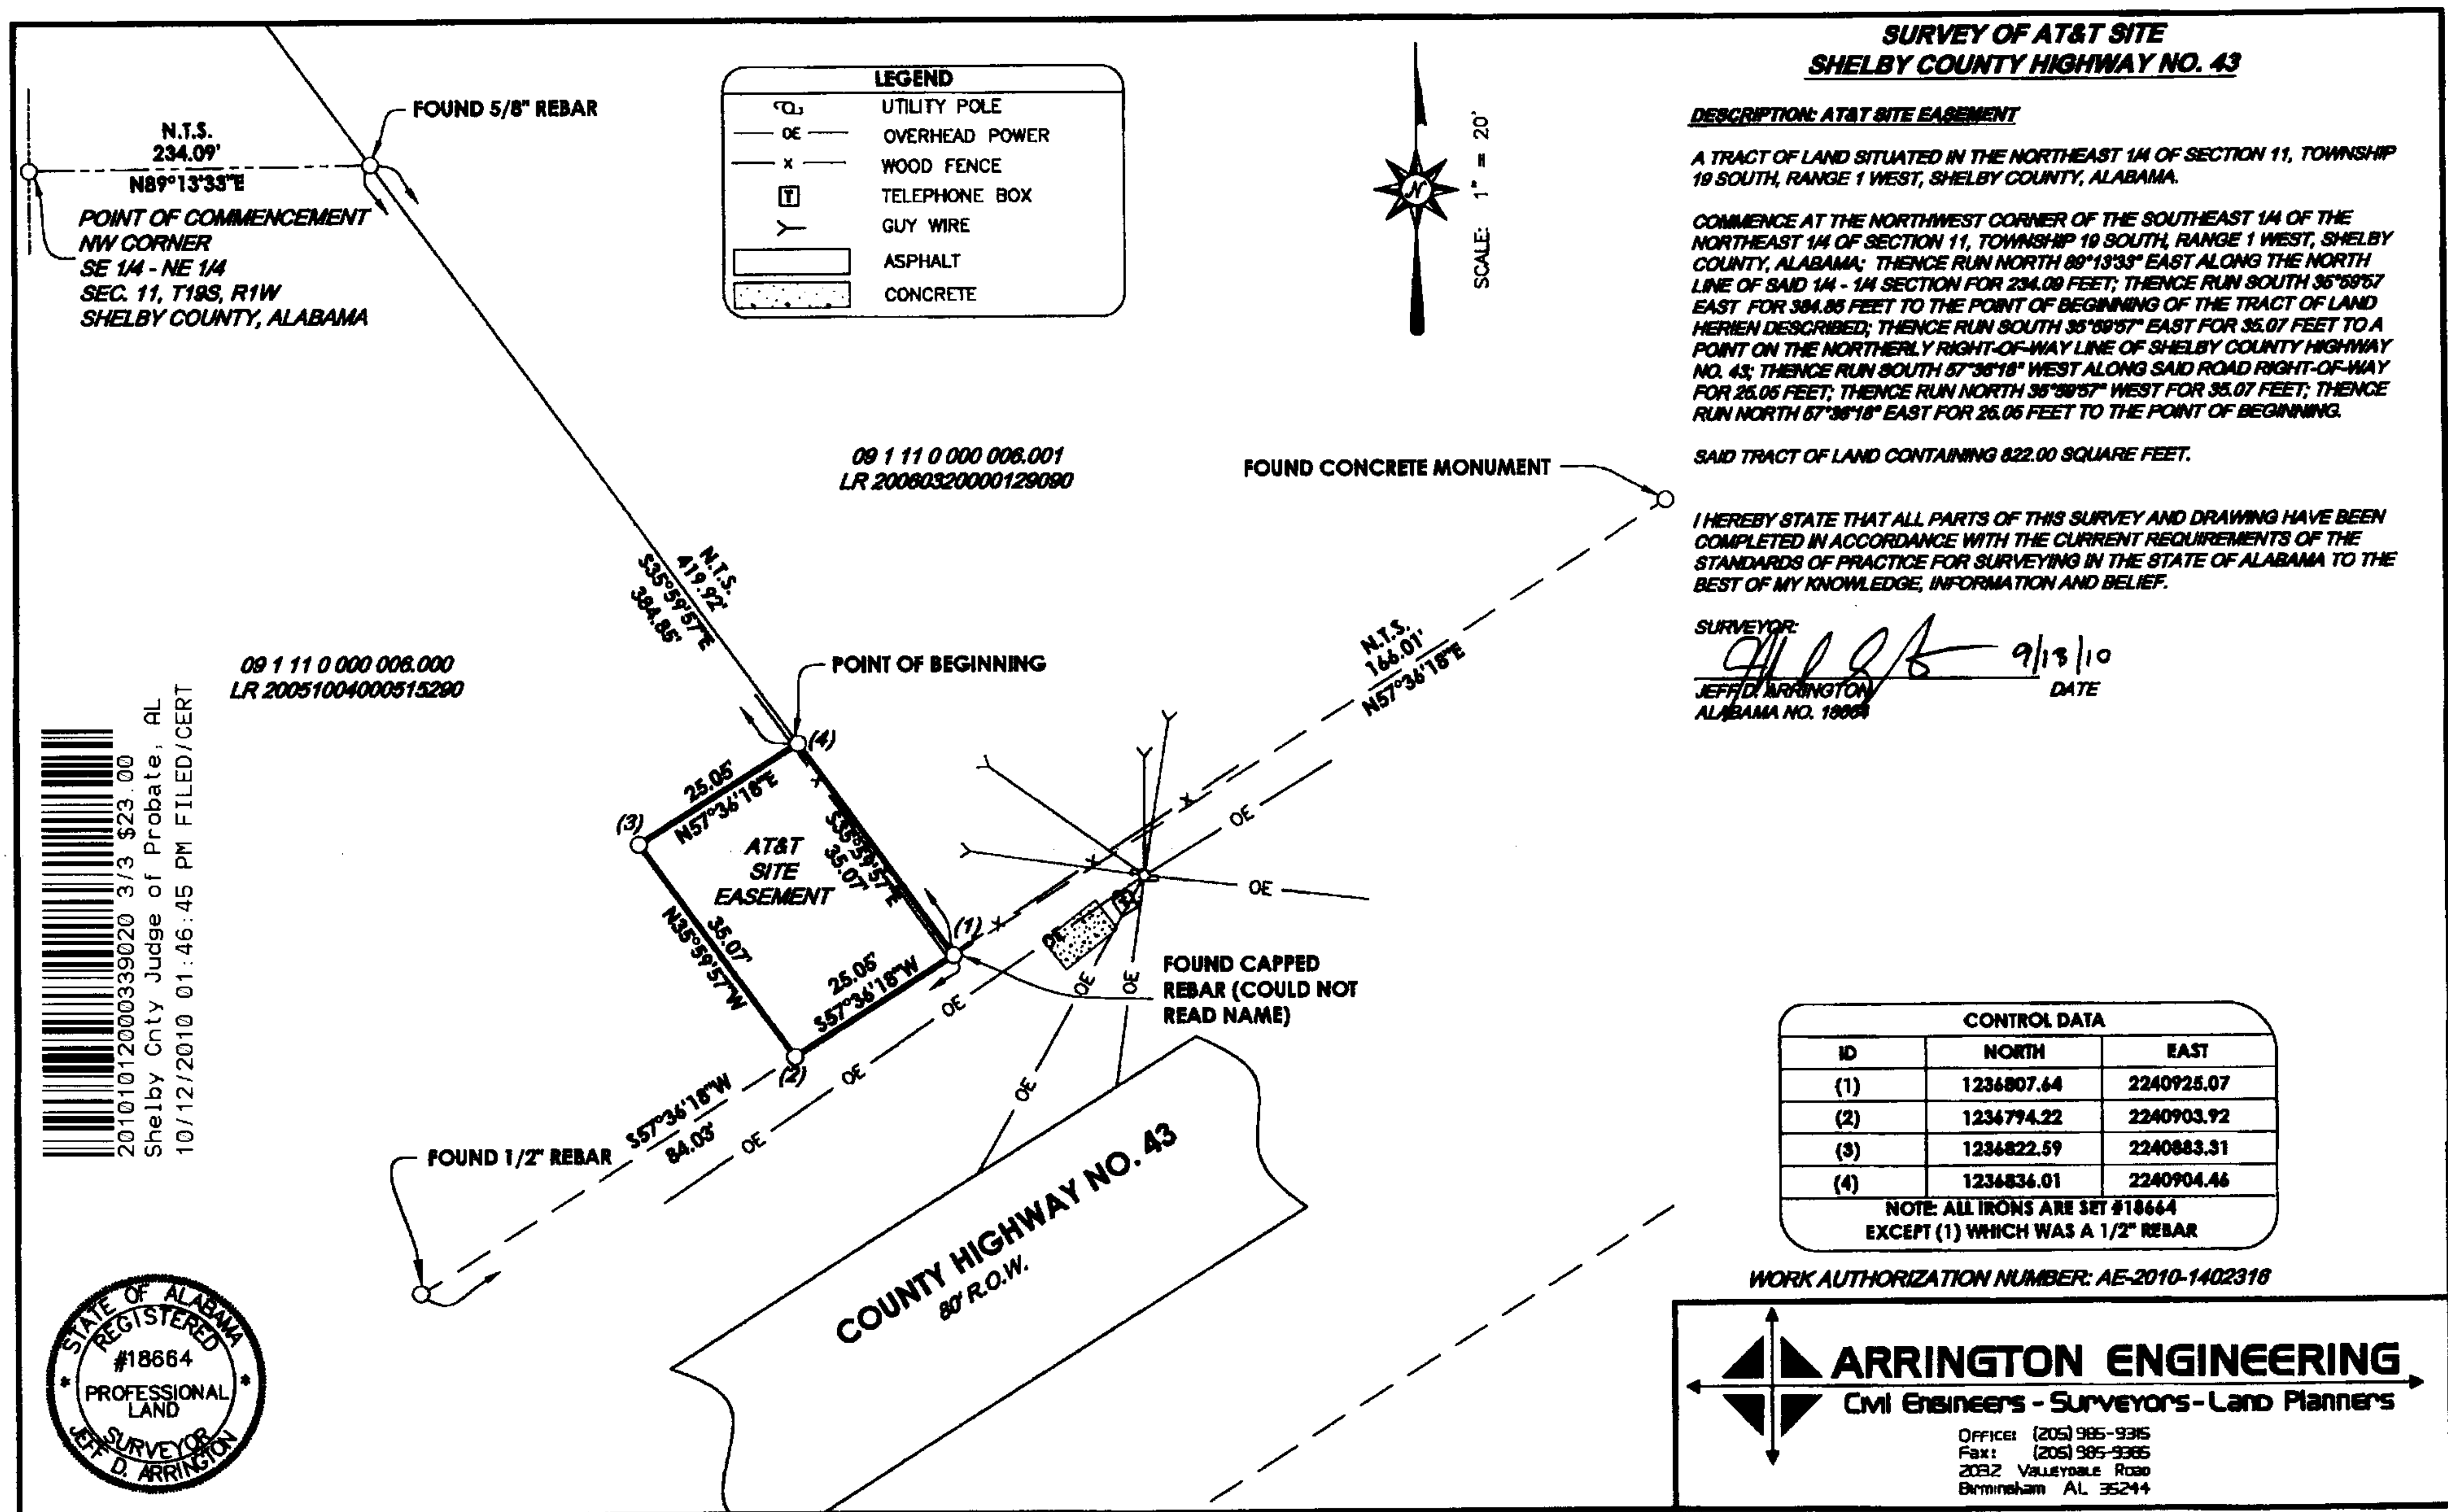 SURVEY OF AT&T SITE
SHELBY COUNTY HIGHWAY NO. 43
DESCRIPTION: AT&T SITE EASEMENT
A TRACT OF LAND SITUATED IN THE NORTHEAST 1/4 OF SECTION 11, TOWNSHIP
19 SOUTH, RANGE 1 WEST, SHELBY COUNTY, ALABAMA.
COMMENCE AT THE NORTHWEST CORNER OF THE SOUTHEAST 1/4 OF THE
NORTHEAST 1/4 OF SECTION 11, TOWNSHIP 19 SOUTH, RANGE 1 WEST, SHELBY
COUNTY, ALABAMA; THENCE RUN NORTH 89°13'33" EAST ALONG THE NORTH
LINE OF SAID 1/4 - 1/4 SECTION FOR 234.09 FEET; THENCE RUN SOUTH 35°59'57
EAST FOR 384.85 FEET TO THE POINT OF BEGINNING OF THE TRACT OF LAND
HERIEN DESCRIBED; THENCE RUN SOUTH 35°59'57" EAST FOR 35.07 FEET TO A
POINT ON THE NORTHERLY RIGHT-OF-WAY LINE OF SHELBY COUNTY HIGHWAY
NO. 43; THENCE RUN SOUTH 57°36'18" WEST ALONG SAID ROAD RIGHT-OF-WAY
FOR 25.05 FEET; THENCE RUN NORTH 35°59'57" WEST FOR 35.07 FEET; THENCE
RUN NORTH 57°36'18" EAST FOR 25.05 FEET TO THE POINT OF BEGINNING.
SAID TRACT OF LAND CONTAINING 822.00 SQUARE FEET.
I HEREBY STATE THAT ALL PARTS OF THIS SURVEY AND DRAWING HAVE BEEN
COMPLETED IN ACCORDANCE WITH THE CURRENT REQUIREMENTS OF THE
STANDARDS OF PRACTICE FOR SURVEYING IN THE STATE OF ALABAMA TO THE
BEST OF MY KNOWLEDGE, INFORMATION AND BELIEF.
SURVEYOR:
9/13/10
JEFF D. ARRINGTON
DATE
ALABAMA NO. 18664
LEGEND
UTILITY POLE
OE OVERHEAD POWER
X WOOD FENCE
T TELEPHONE BOX
GUY WIRE
ASPHALT
CONCRETE
N
SCALE: 1" = 20'
FOUND 5/8" REBAR
N.T.S.
234.09'
N89°13'33"E
POINT OF COMMENCEMENT
NW CORNER
SE 1/4 - NE 1/4
SEC. 11, T19S, R1W
SHELBY COUNTY, ALABAMA
09 1 11 0 000 006.001
LR 20060320000129090
FOUND CONCRETE MONUMENT
N.T.S.
419.92'
S35°59'57"E
384.85'
09 1 11 0 000 006.000
LR 20051004000515290
POINT OF BEGINNING
N.T.S.
166.01'
N57°36'18"E
(4)
25.05'
N57°36'18"E
(3)
AT&T
SITE
EASEMENT
S35°59'57"E
35.07'
35.07'
N35°59'57"W
(1)
25.05'
S57°36'18"W
(2)
X
X
X
X
OE
OE
OE
OE
OE
OE
OE
OE
OE
FOUND CAPPED
REBAR (COULD NOT
READ NAME)
S57°36'18"W
84.03'
FOUND 1/2" REBAR
COUNTY HIGHWAY NO. 43
80' R.O.W.
20101012000339020 3/3 $23.00
Shelby Cnty Judge of Probate, AL
10/12/2010 01:46:45 PM FILED/CERT
CONTROL DATA
ID NORTH EAST
(1) 1236807.64 2240925.07
(2) 1236794.22 2240903.92
(3) 1236822.59 2240883.31
(4) 1236836.01 2240904.46
NOTE: ALL IRONS ARE SET #18664
EXCEPT (1) WHICH WAS A 1/2" REBAR
WORK AUTHORIZATION NUMBER: AE-2010-1402316
STATE OF ALABAMA
REGISTERED
#18664
PROFESSIONAL
LAND
SURVEYOR
JEFF D. ARRINGTON
ARRINGTON ENGINEERING
Civil Engineers - Surveyors - Land Planners
Office: (205) 985-9315
Fax: (205) 985-9385
2032 Valleydale Road
Birmingham AL 35244